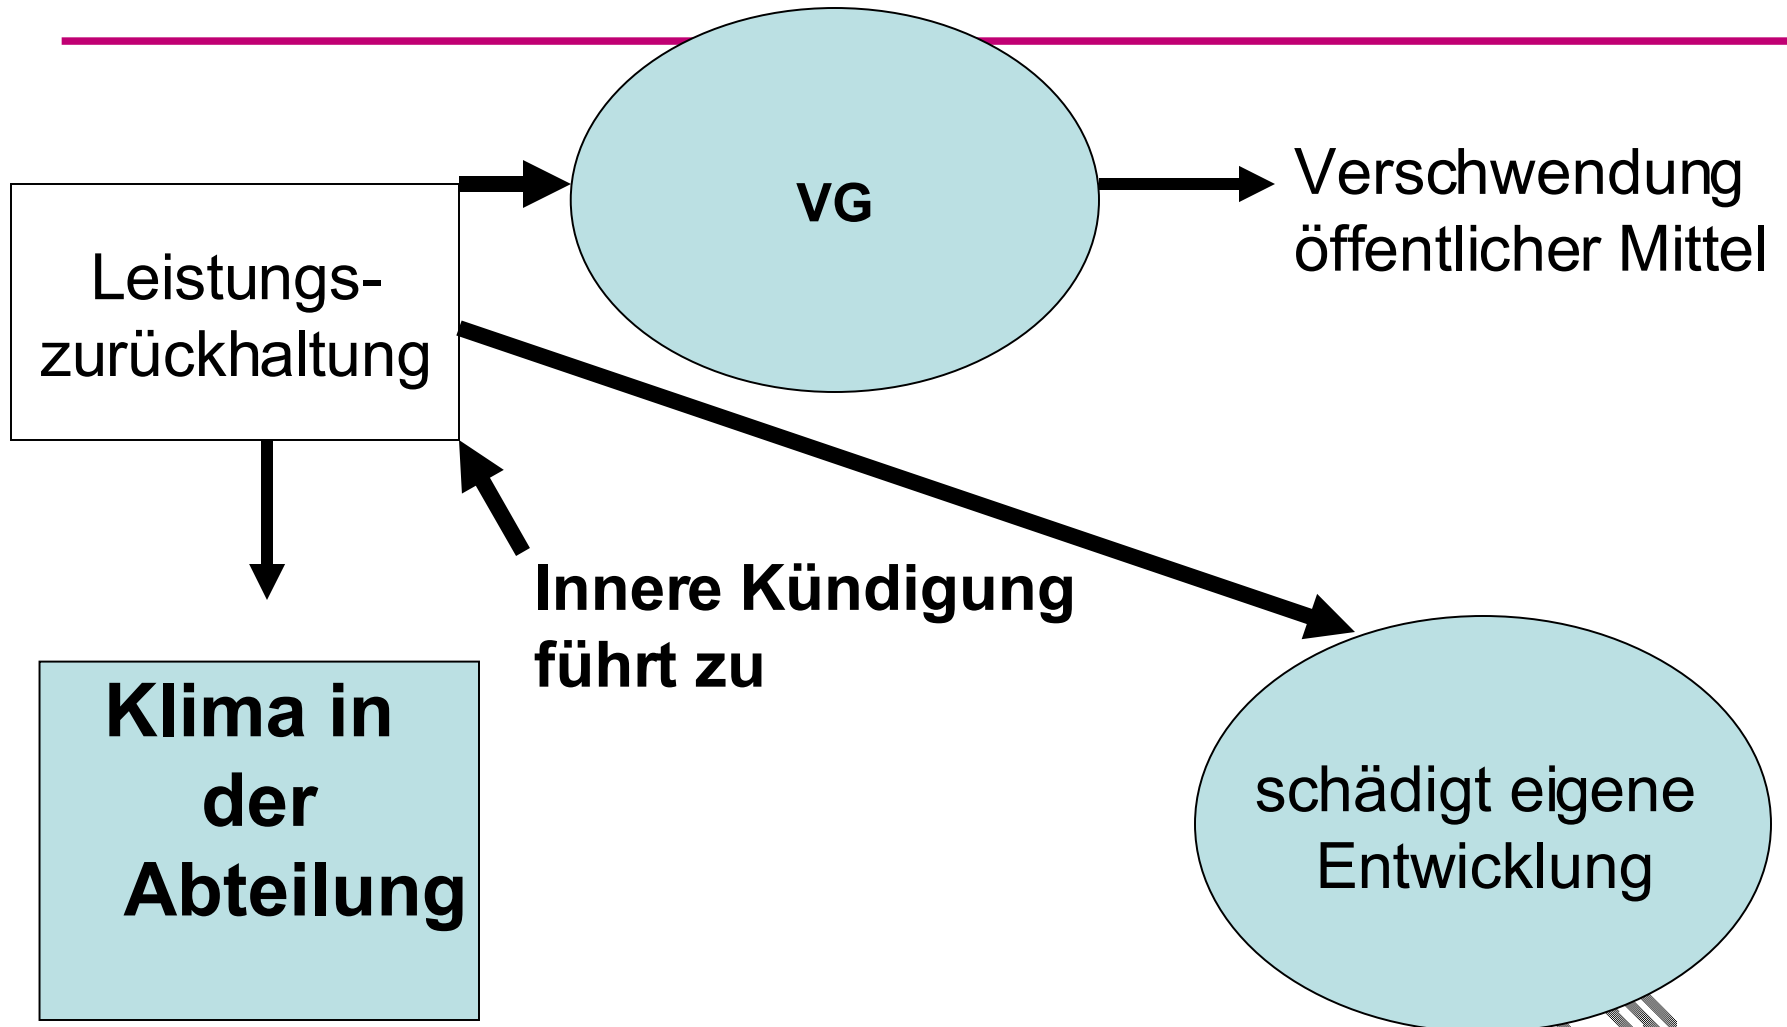 VG
Verschwendung
öffentlicher Mittel
Leistungs-
zurückhaltung
Innere Kündigung
führt zu
Klima in
der
Abteilung
schädigt eigene
Entwicklung